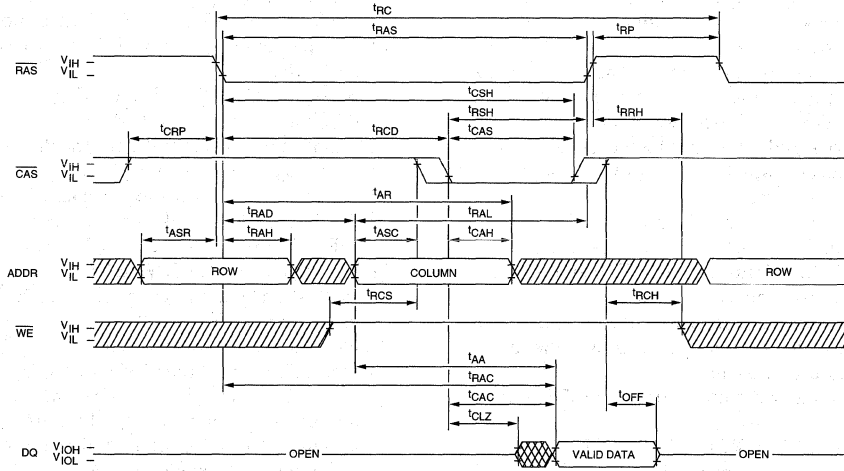 tRC
tRAS
tRP
RAS VIH
VIL
tCSH
tRSH
tRRH
tCRP
tRCD
tCAS
CAS VIH
VIL
tAR
tRAD
tRAL
tASR
tRAH
tASC
tCAH
ADDR VIH
VIL
ROW
COLUMN
ROW
tRCS
tRCH
WE VIH
VIL
tAA
tRAC
tCAC
tOFF
tCLZ
DQ VIOH
VIOL
OPEN
VALID DATA
OPEN